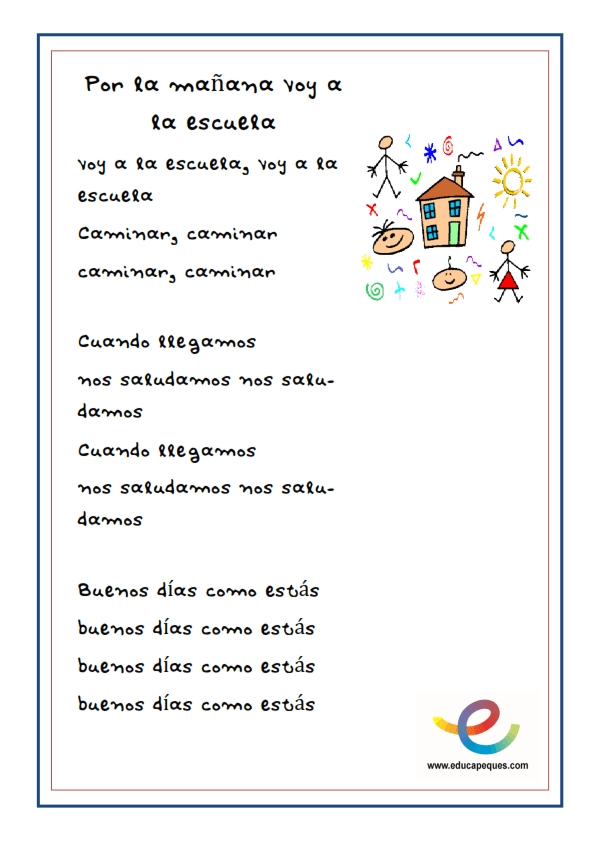 Por la mañana voy a
la escuela
voy a la escuela, voy a la
escuela
Caminar, caminar
caminar, caminar
Cuando llegamos
nos saludamos nos salu-
damos
Cuando llegamos
nos saludamos nos salu-
damos
Buenos días como estás
buenos días como estás
buenos días como estás
buenos días como estás
www.educapeques.com